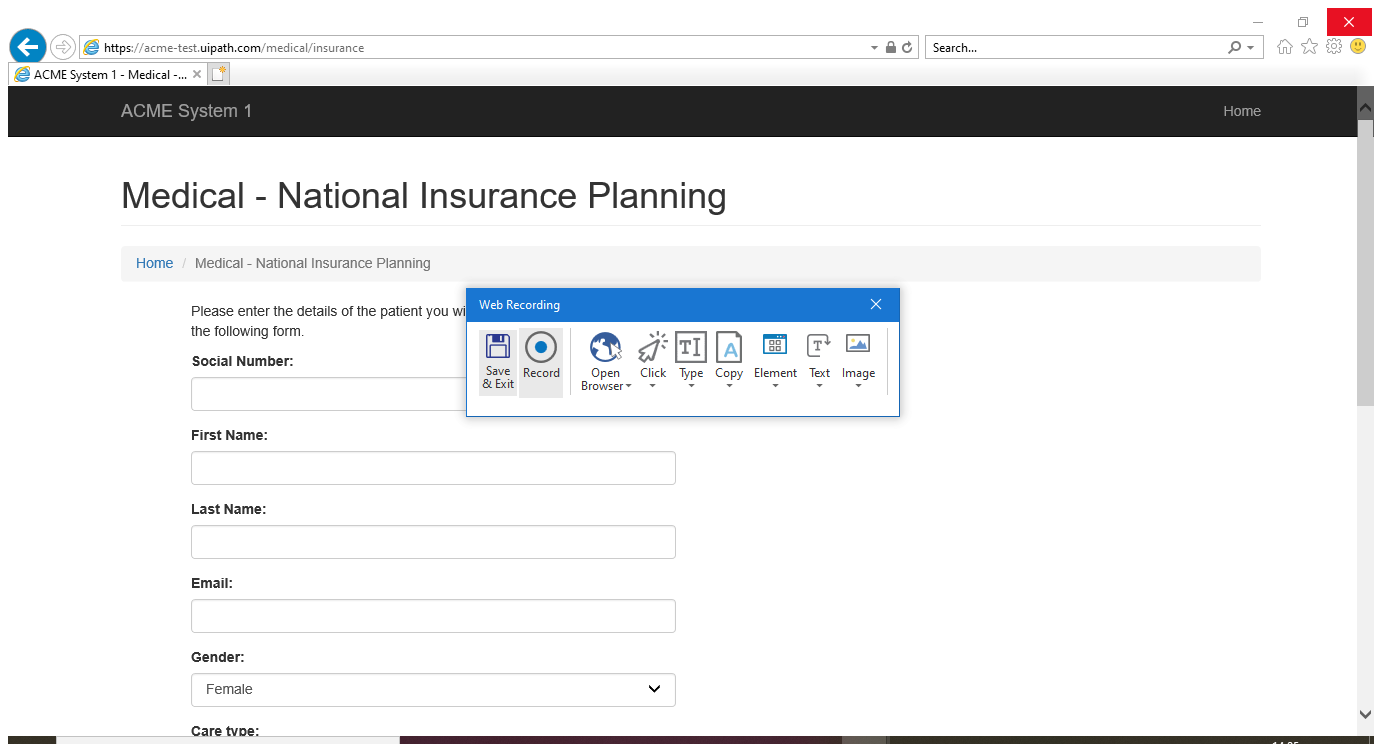 https://acme-test.uipath.com/medical/insurance
Search...
ACME System 1 - Medical -...
ACME System 1
Home
Medical - National Insurance Planning
Home / Medical - National Insurance Planning
Please enter the details of the patient you wi
the following form.
Web Recording
Save & Exit
Record
Open Browser
Click
Type
Copy
Element
Text
Image
Social Number:
First Name:
Last Name:
Email:
Gender:
Female
Care type: